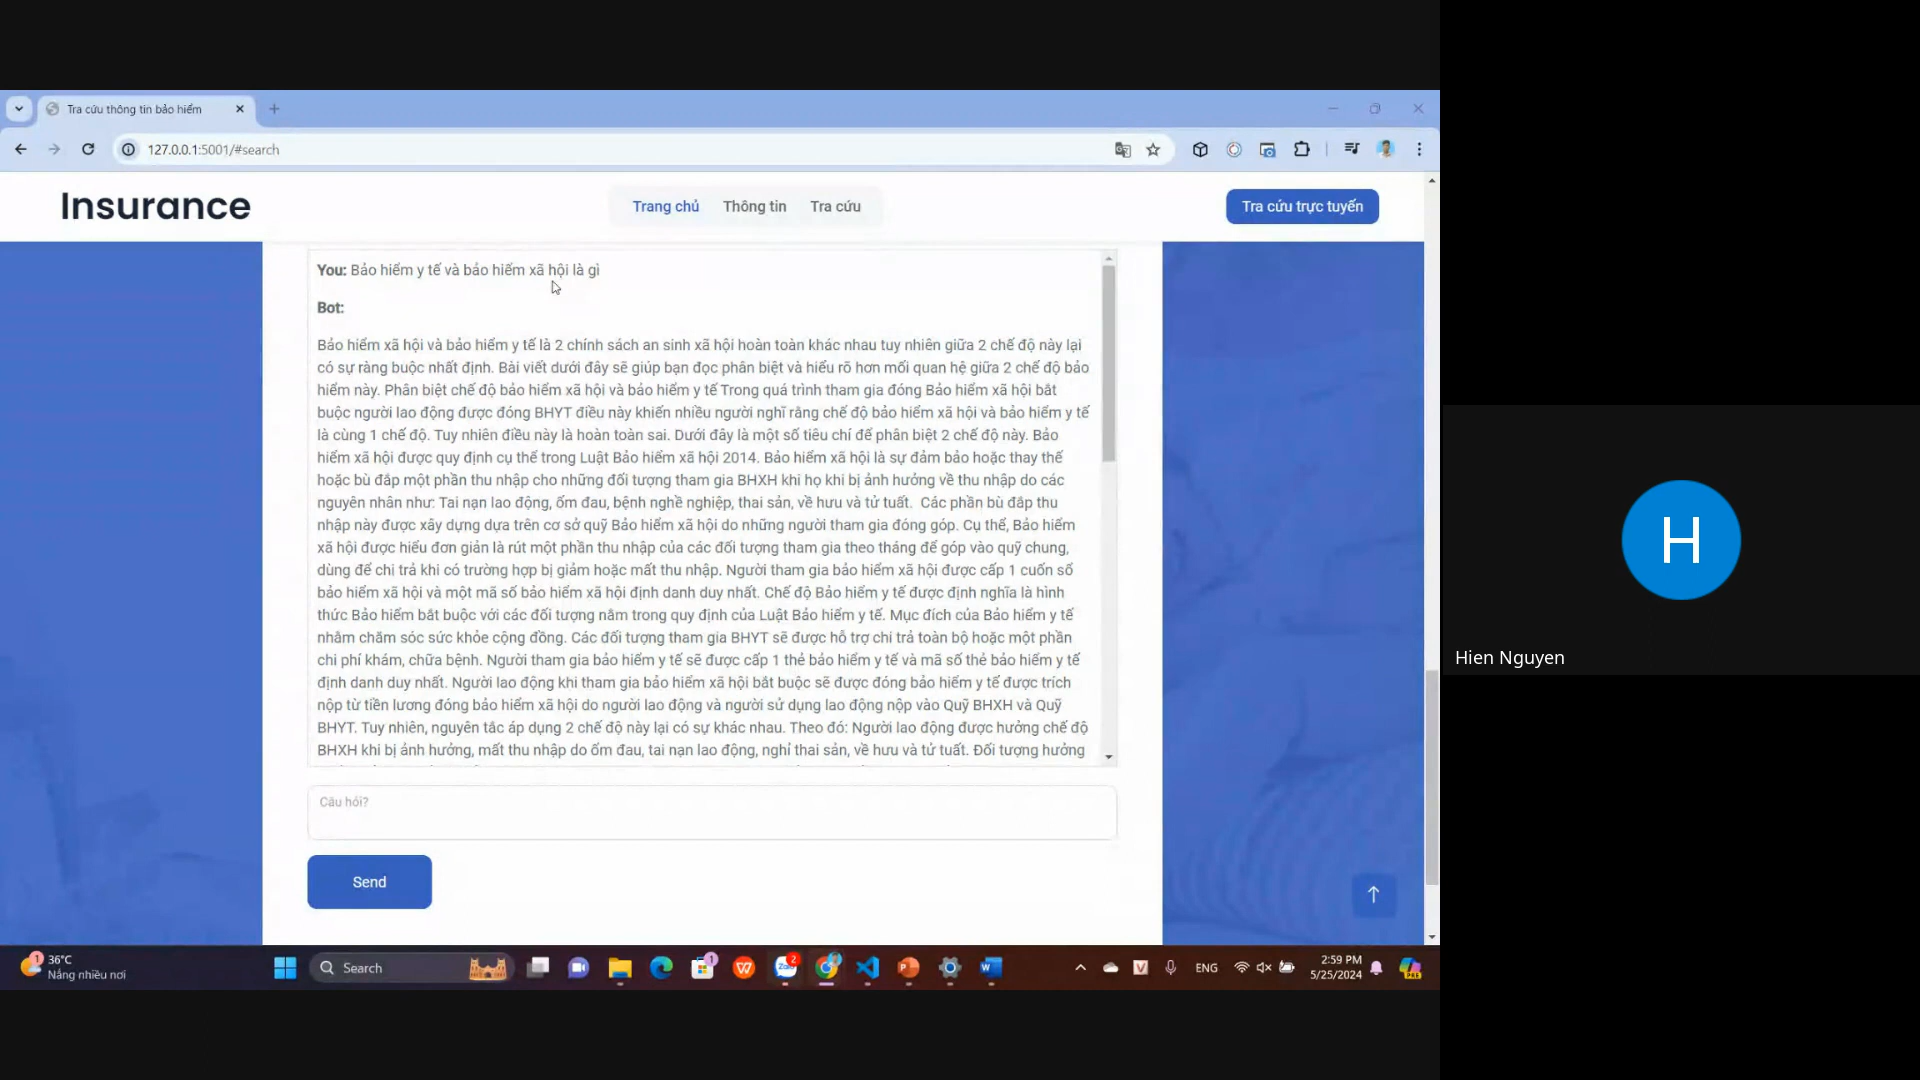 Tra cứu thông tin bảo hiểm
127.0.0.1:5001/#search
Insurance
Trang chủ
Thông tin
Tra cứu
Tra cứu trực tuyến
You: Bảo hiểm y tế và bảo hiểm xã hội là gì
Bot:
Bảo hiểm xã hội và bảo hiểm y tế là 2 chính sách an sinh xã hội hoàn toàn khác nhau tuy nhiên giữa 2 chế độ này lại
có sự ràng buộc nhất định. Bài viết dưới đây sẽ giúp bạn đọc phân biệt và hiểu rõ hơn mối quan hệ giữa 2 chế độ bảo
hiểm này. Phân biệt chế độ bảo hiểm xã hội và bảo hiểm y tế Trong quá trình tham gia đóng Bảo hiểm xã hội bắt
buộc người lao động được đóng BHYT điều này khiến nhiều người nghĩ rằng chế độ bảo hiểm xã hội và bảo hiểm y tế
là cùng 1 chế độ. Tuy nhiên điều này là hoàn toàn sai. Dưới đây là một số tiêu chí để phân biệt 2 chế độ này. Bảo
hiểm xã hội được quy định cụ thể trong Luật Bảo hiểm xã hội 2014. Bảo hiểm xã hội là sự đảm bảo hoặc thay thế
hoặc bù đắp một phần thu nhập cho những đối tượng tham gia BHXH khi họ khi bị ảnh hưởng về thu nhập do các
nguyên nhân như: Tai nạn lao động, ốm đau, bệnh nghề nghiệp, thai sản, về hưu và tử tuất. Các phần bù đắp thu
nhập này được xây dựng dựa trên cơ sở quỹ Bảo hiểm xã hội do những người tham gia đóng góp. Cụ thể, Bảo hiểm
xã hội được hiểu đơn giản là rút một phần thu nhập của các đối tượng tham gia theo tháng để góp vào quỹ chung,
dùng để chi trả khi có trường hợp bị giảm hoặc mất thu nhập. Người tham gia bảo hiểm xã hội được cấp 1 cuốn sổ
bảo hiểm xã hội và một mã số bảo hiểm xã hội định danh duy nhất. Chế độ Bảo hiểm y tế được định nghĩa là hình
thức Bảo hiểm bắt buộc với các đối tượng nằm trong quy định của Luật Bảo hiểm y tế. Mục đích của Bảo hiểm y tế
nhằm chăm sóc sức khỏe cộng đồng. Các đối tượng tham gia BHYT sẽ được hỗ trợ chi trả toàn bộ hoặc một phần
chi phí khám, chữa bệnh. Người tham gia bảo hiểm y tế sẽ được cấp 1 thẻ bảo hiểm y tế và mã số thẻ bảo hiểm y tế
định danh duy nhất. Người lao động khi tham gia bảo hiểm xã hội bắt buộc sẽ được đóng bảo hiểm y tế được trích
nộp từ tiền lương đóng bảo hiểm xã hội do người lao động và người sử dụng lao động nộp vào Quỹ BHXH và Quỹ
BHYT. Tuy nhiên, nguyên tắc áp dụng 2 chế độ này lại có sự khác nhau. Theo đó: Người lao động được hưởng chế độ
BHXH khi bị ảnh hưởng, mất thu nhập do ốm đau, tai nạn lao động, nghỉ thai sản, về hưu và tử tuất. Đối tượng hưởng
Câu hỏi?
Send
H
Hien Nguyen
36°C
Nắng nhiều nơi
Search
ENG
2:59 PM
5/25/2024